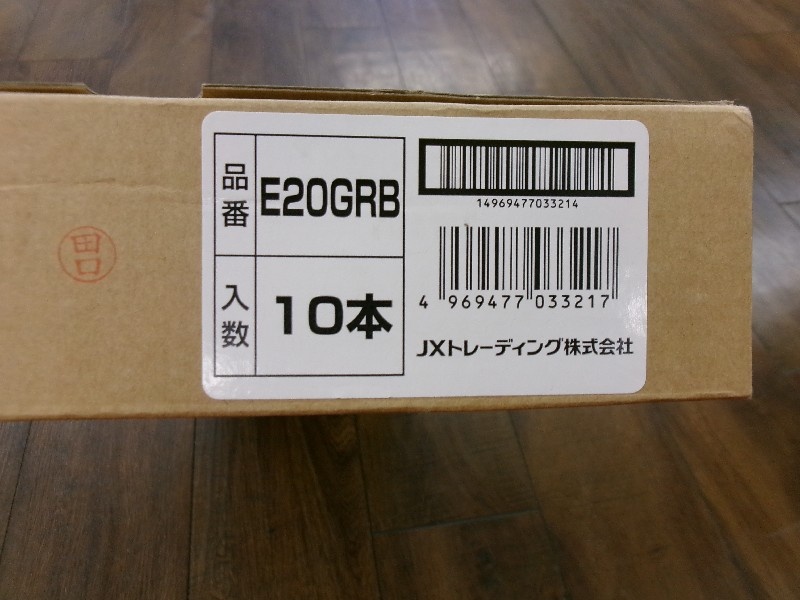 田口
品番
E20GRB
入数
10本
14969477033214
4 969477 033217
JXトレーディング株式会社